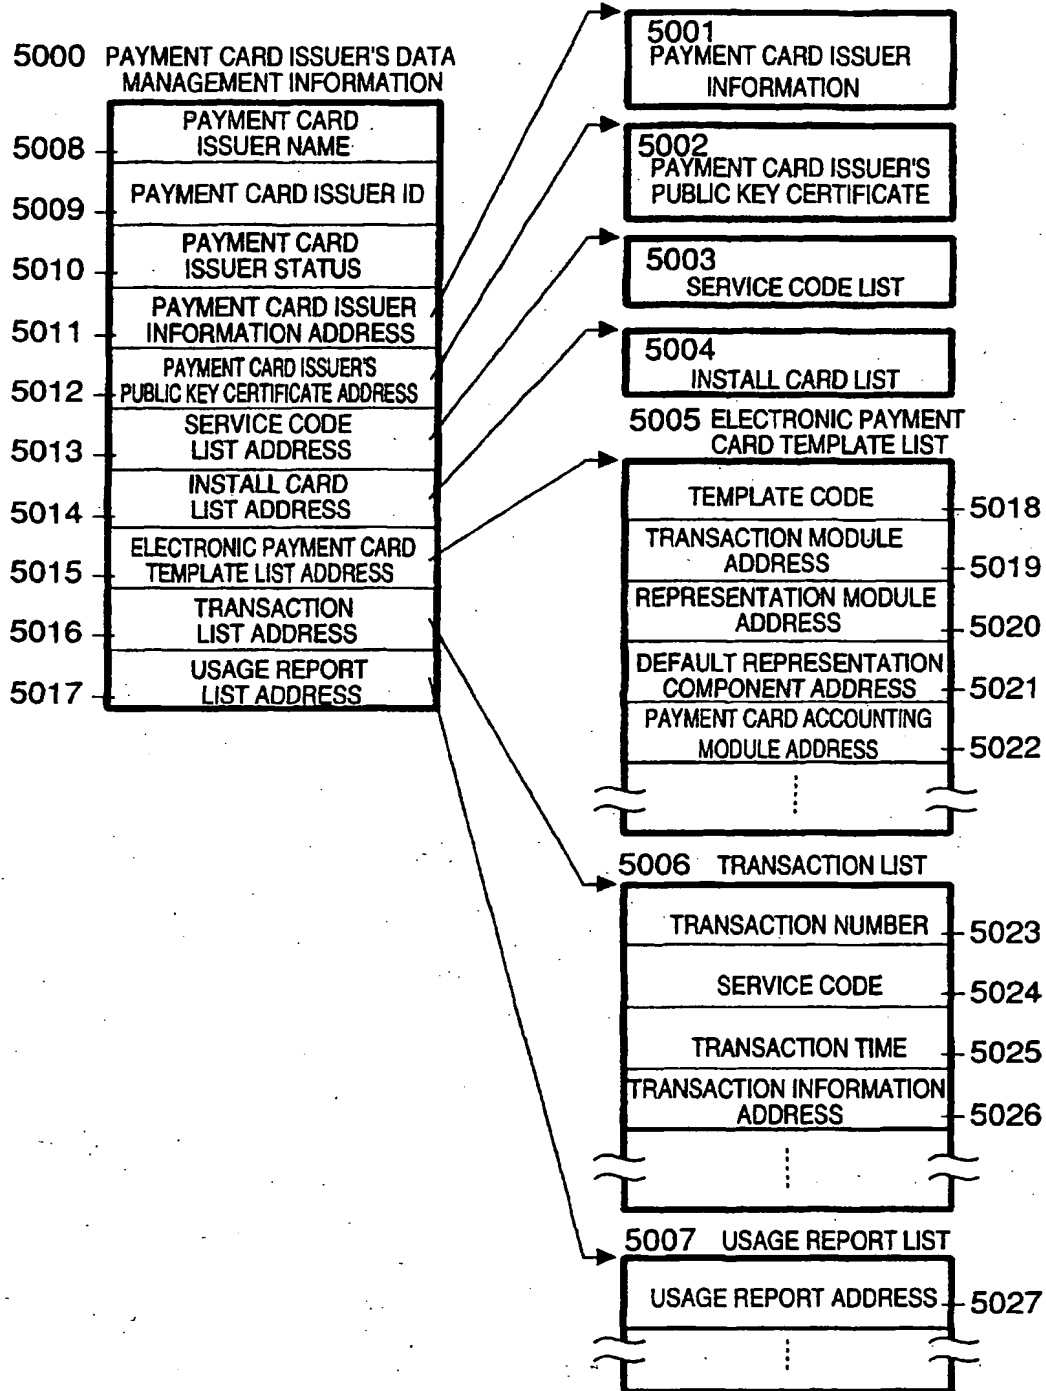 5000 PAYMENT CARD ISSUER'S DATA
MANAGEMENT INFORMATION
PAYMENT CARD
5008 ISSUER NAME
5009 PAYMENT CARD ISSUER ID
PAYMENT CARD
5010 ISSUER STATUS
PAYMENT CARD ISSUER
5011 INFORMATION ADDRESS
PAYMENT CARD ISSUER'S
5012 PUBLIC KEY CERTIFICATE ADDRESS
SERVICE CODE
5013 LIST ADDRESS
INSTALL CARD
5014 LIST ADDRESS
ELECTRONIC PAYMENT CARD
5015 TEMPLATE LIST ADDRESS
TRANSACTION
5016 LIST ADDRESS
USAGE REPORT
5017 LIST ADDRESS
5001
PAYMENT CARD ISSUER
INFORMATION
5002
PAYMENT CARD ISSUER'S
PUBLIC KEY CERTIFICATE
5003
SERVICE CODE LIST
5004
INSTALL CARD LIST
5005 ELECTRONIC PAYMENT
CARD TEMPLATE LIST
TEMPLATE CODE 5018
TRANSACTION MODULE
ADDRESS 5019
REPRESENTATION MODULE
ADDRESS 5020
DEFAULT REPRESENTATION
COMPONENT ADDRESS 5021
PAYMENT CARD ACCOUNTING
MODULE ADDRESS 5022
5006 TRANSACTION LIST
TRANSACTION NUMBER 5023
SERVICE CODE 5024
TRANSACTION TIME 5025
TRANSACTION INFORMATION
ADDRESS 5026
5007 USAGE REPORT LIST
USAGE REPORT ADDRESS 5027